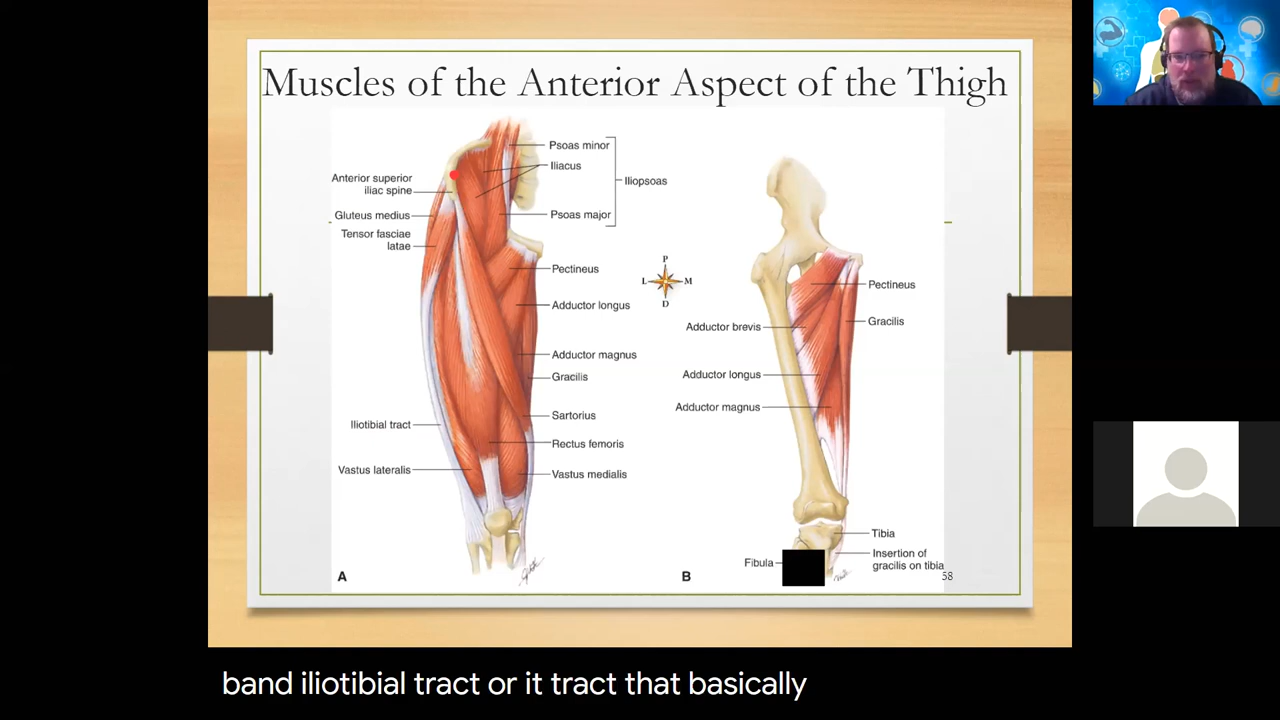 Muscles of the Anterior Aspect of the Thigh
Psoas minor
Iliacus
Anterior superior
iliac spine
Iliopsoas
Gluteus medius
Psoas major
Tensor fasciae
latae
Pectineus
Adductor longus
Adductor magnus
Gracilis
Sartorius
Iliotibial tract
Rectus femoris
Vastus lateralis
Vastus medialis
A
P
L
M
D
Pectineus
Gracilis
Adductor brevis
Adductor longus
Adductor magnus
Tibia
Insertion of
gracilis on tibia
Fibula
B
58
band iliotibial tract or it tract that basically